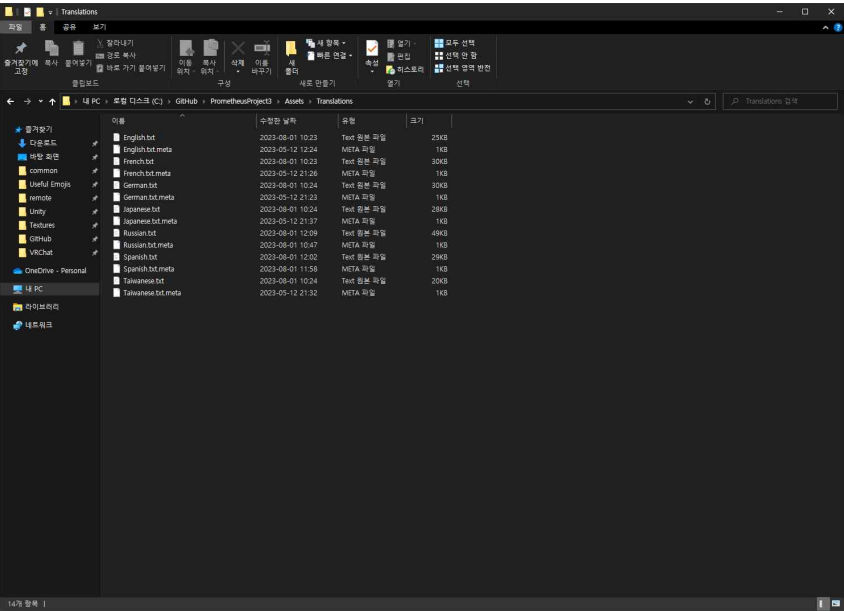 Translations
파일 홈 공유 보기
즐겨찾기에 고정
복사
붙여넣기
잘라내기
경로 복사
바로 가기 붙여넣기
클립보드
이동 위치
복사 위치
삭제
이름 바꾸기
구성
새 폴더
새 항목
빠른 연결
새로 만들기
속성
열기
편집
히스토리
열기
모두 선택
선택 안 함
선택 영역 반전
선택
내 PC > 로컬 디스크 (C:) > GitHub > PrometheusProject3 > Assets > Translations
Translations 검색
즐겨찾기
다운로드
바탕 화면
common
Useful Emojis
remote
Unity
Textures
GitHub
VRChat
OneDrive - Personal
내 PC
라이브러리
네트워크
이름 수정한 날짜 유형 크기
English.txt 2023-08-01 10:23 Text 원본 파일 25KB
English.txt.meta 2023-05-12 12:24 META 파일 1KB
French.txt 2023-08-01 10:23 Text 원본 파일 30KB
French.txt.meta 2023-05-12 21:26 META 파일 1KB
German.txt 2023-08-01 10:24 Text 원본 파일 30KB
German.txt.meta 2023-05-12 21:23 META 파일 1KB
Japanese.txt 2023-08-01 10:24 Text 원본 파일 28KB
Japanese.txt.meta 2023-05-12 21:37 META 파일 1KB
Russian.txt 2023-08-01 12:09 Text 원본 파일 49KB
Russian.txt.meta 2023-08-01 10:47 META 파일 1KB
Spanish.txt 2023-08-01 12:02 Text 원본 파일 29KB
Spanish.txt.meta 2023-08-01 11:58 META 파일 1KB
Taiwanese.txt 2023-08-01 10:24 Text 원본 파일 20KB
Taiwanese.txt.meta 2023-05-12 21:32 META 파일 1KB
14개 항목